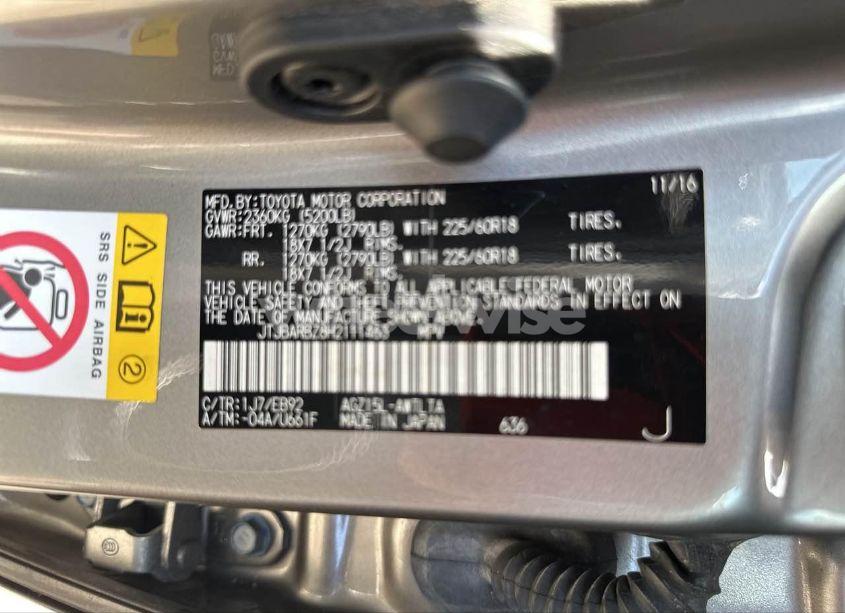 11/16
MFD. BY: TOYOTA MOTOR CORPORATION
GVWR: 2360KG (5200LB)
GAWR: FRT. 1270KG (2790LB) WITH 225/60R18 TIRES.
18X7 1/2J RIMS.
RR. 1270KG (2790LB) WITH 225/60R18 TIRES.
18X7 1/2J RIMS.
THIS VEHICLE CONFORMS TO ALL APPLICABLE FEDERAL MOTOR
VEHICLE SAFETY AND THEFT PREVENTION STANDARDS IN EFFECT ON
THE DATE OF MANUFACTURE SHOWN ABOVE.
MPV
C/TR: 1J7/EB92 AGZ15L-AWTLTA
A/TM: -04A/U661F MADE IN JAPAN 636
J
SRS SIDE AIRBAG
2